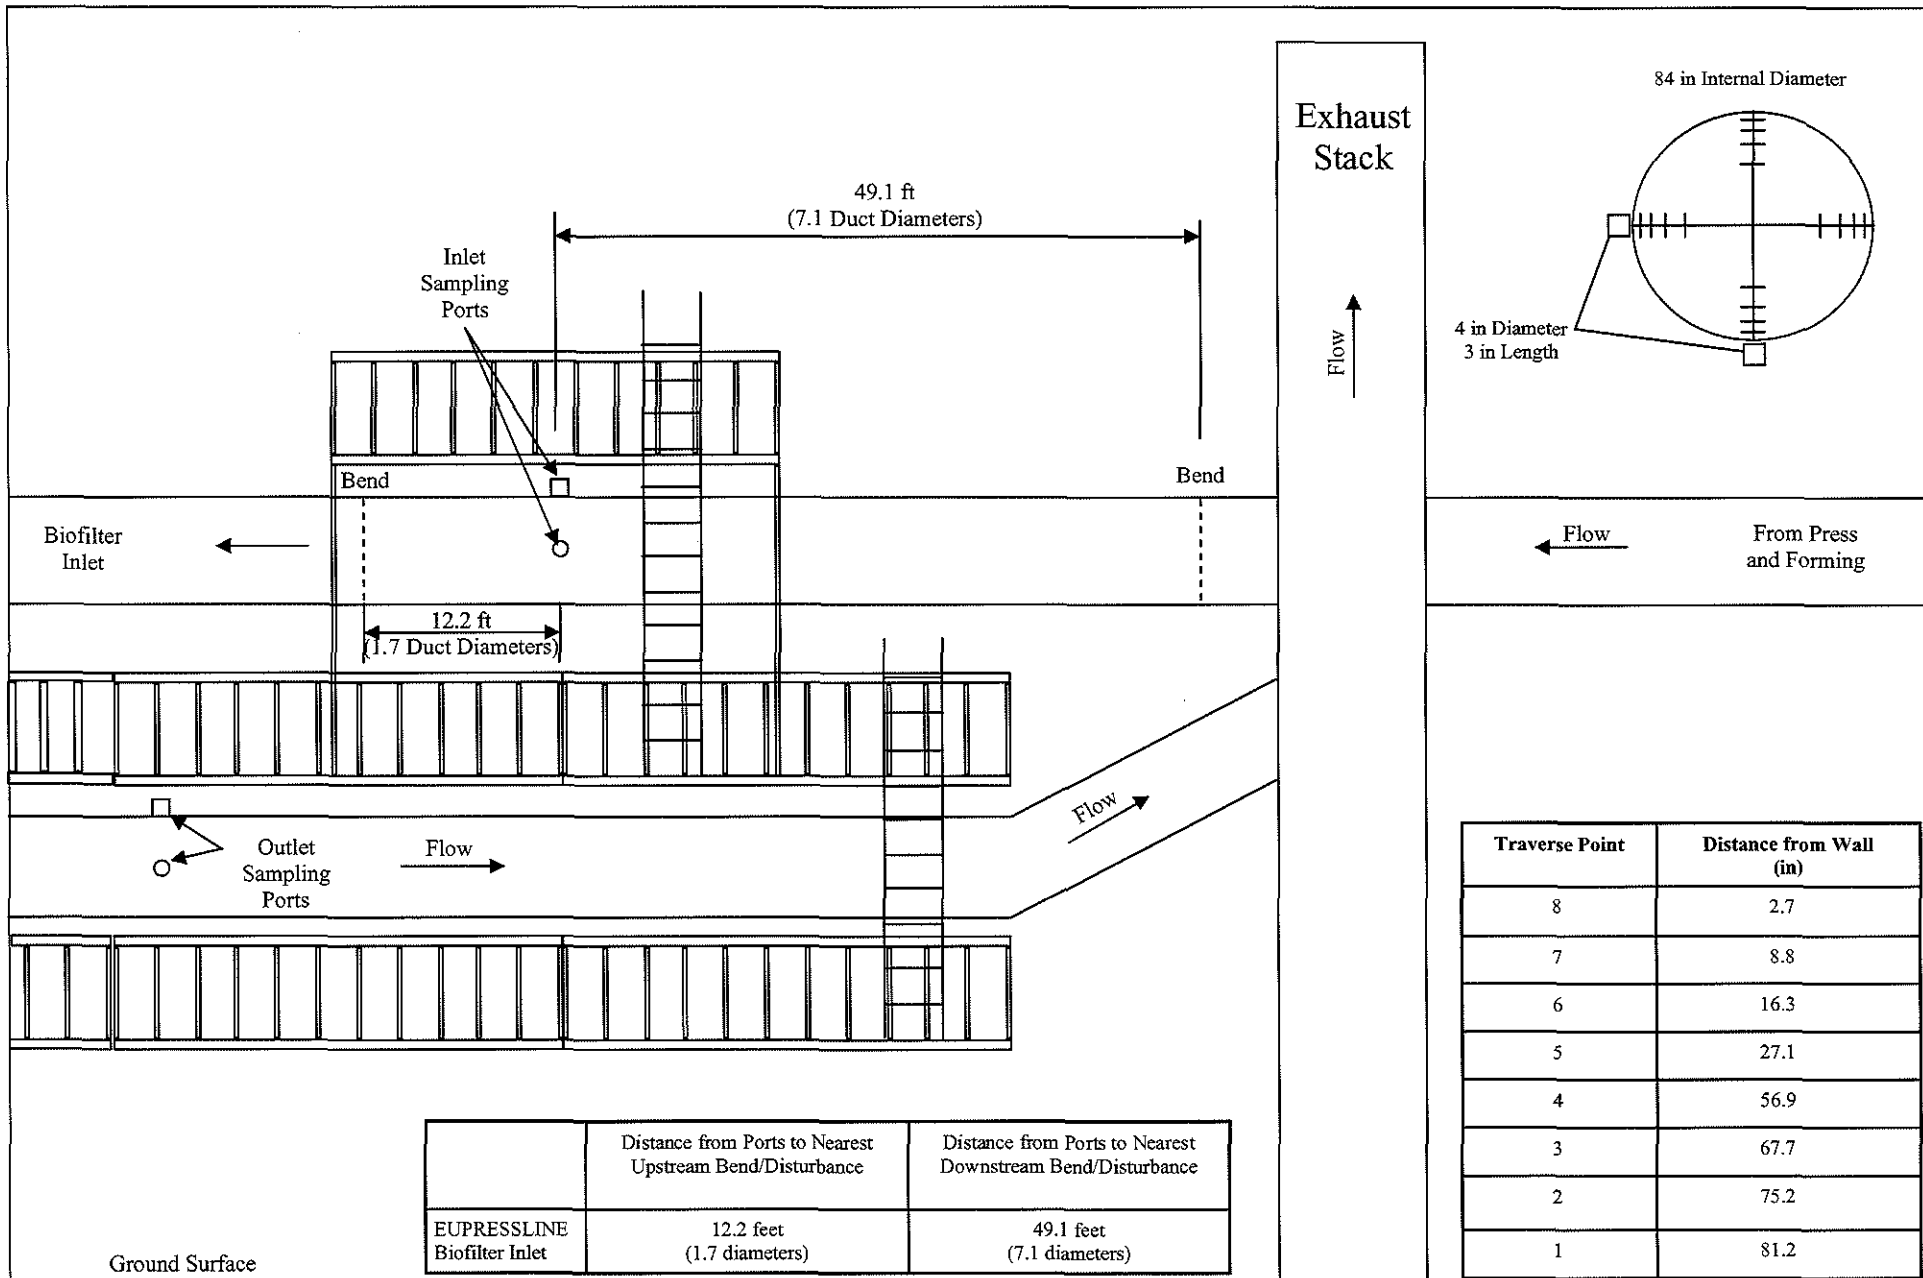 84 in Internal Diameter
Exhaust
Stack
49.1 ft
(7.1 Duct Diameters)
Inlet
Sampling
Ports
Flow
4 in Diameter
3 in Length
Bend
Bend
Biofilter
Inlet
Flow
From Press
and Forming
12.2 ft
(1.7 Duct Diameters)
Flow
Outlet
Sampling
Ports
Flow
Traverse Point Distance from Wall
(in)
8 2.7
7 8.8
6 16.3
5 27.1
4 56.9
3 67.7
2 75.2
1 81.2
Distance from Ports to Nearest Distance from Ports to Nearest
Upstream Bend/Disturbance Downstream Bend/Disturbance
EUPRESSLINE 12.2 feet 49.1 feet
Biofilter Inlet (1.7 diameters) (7.1 diameters)
Ground Surface